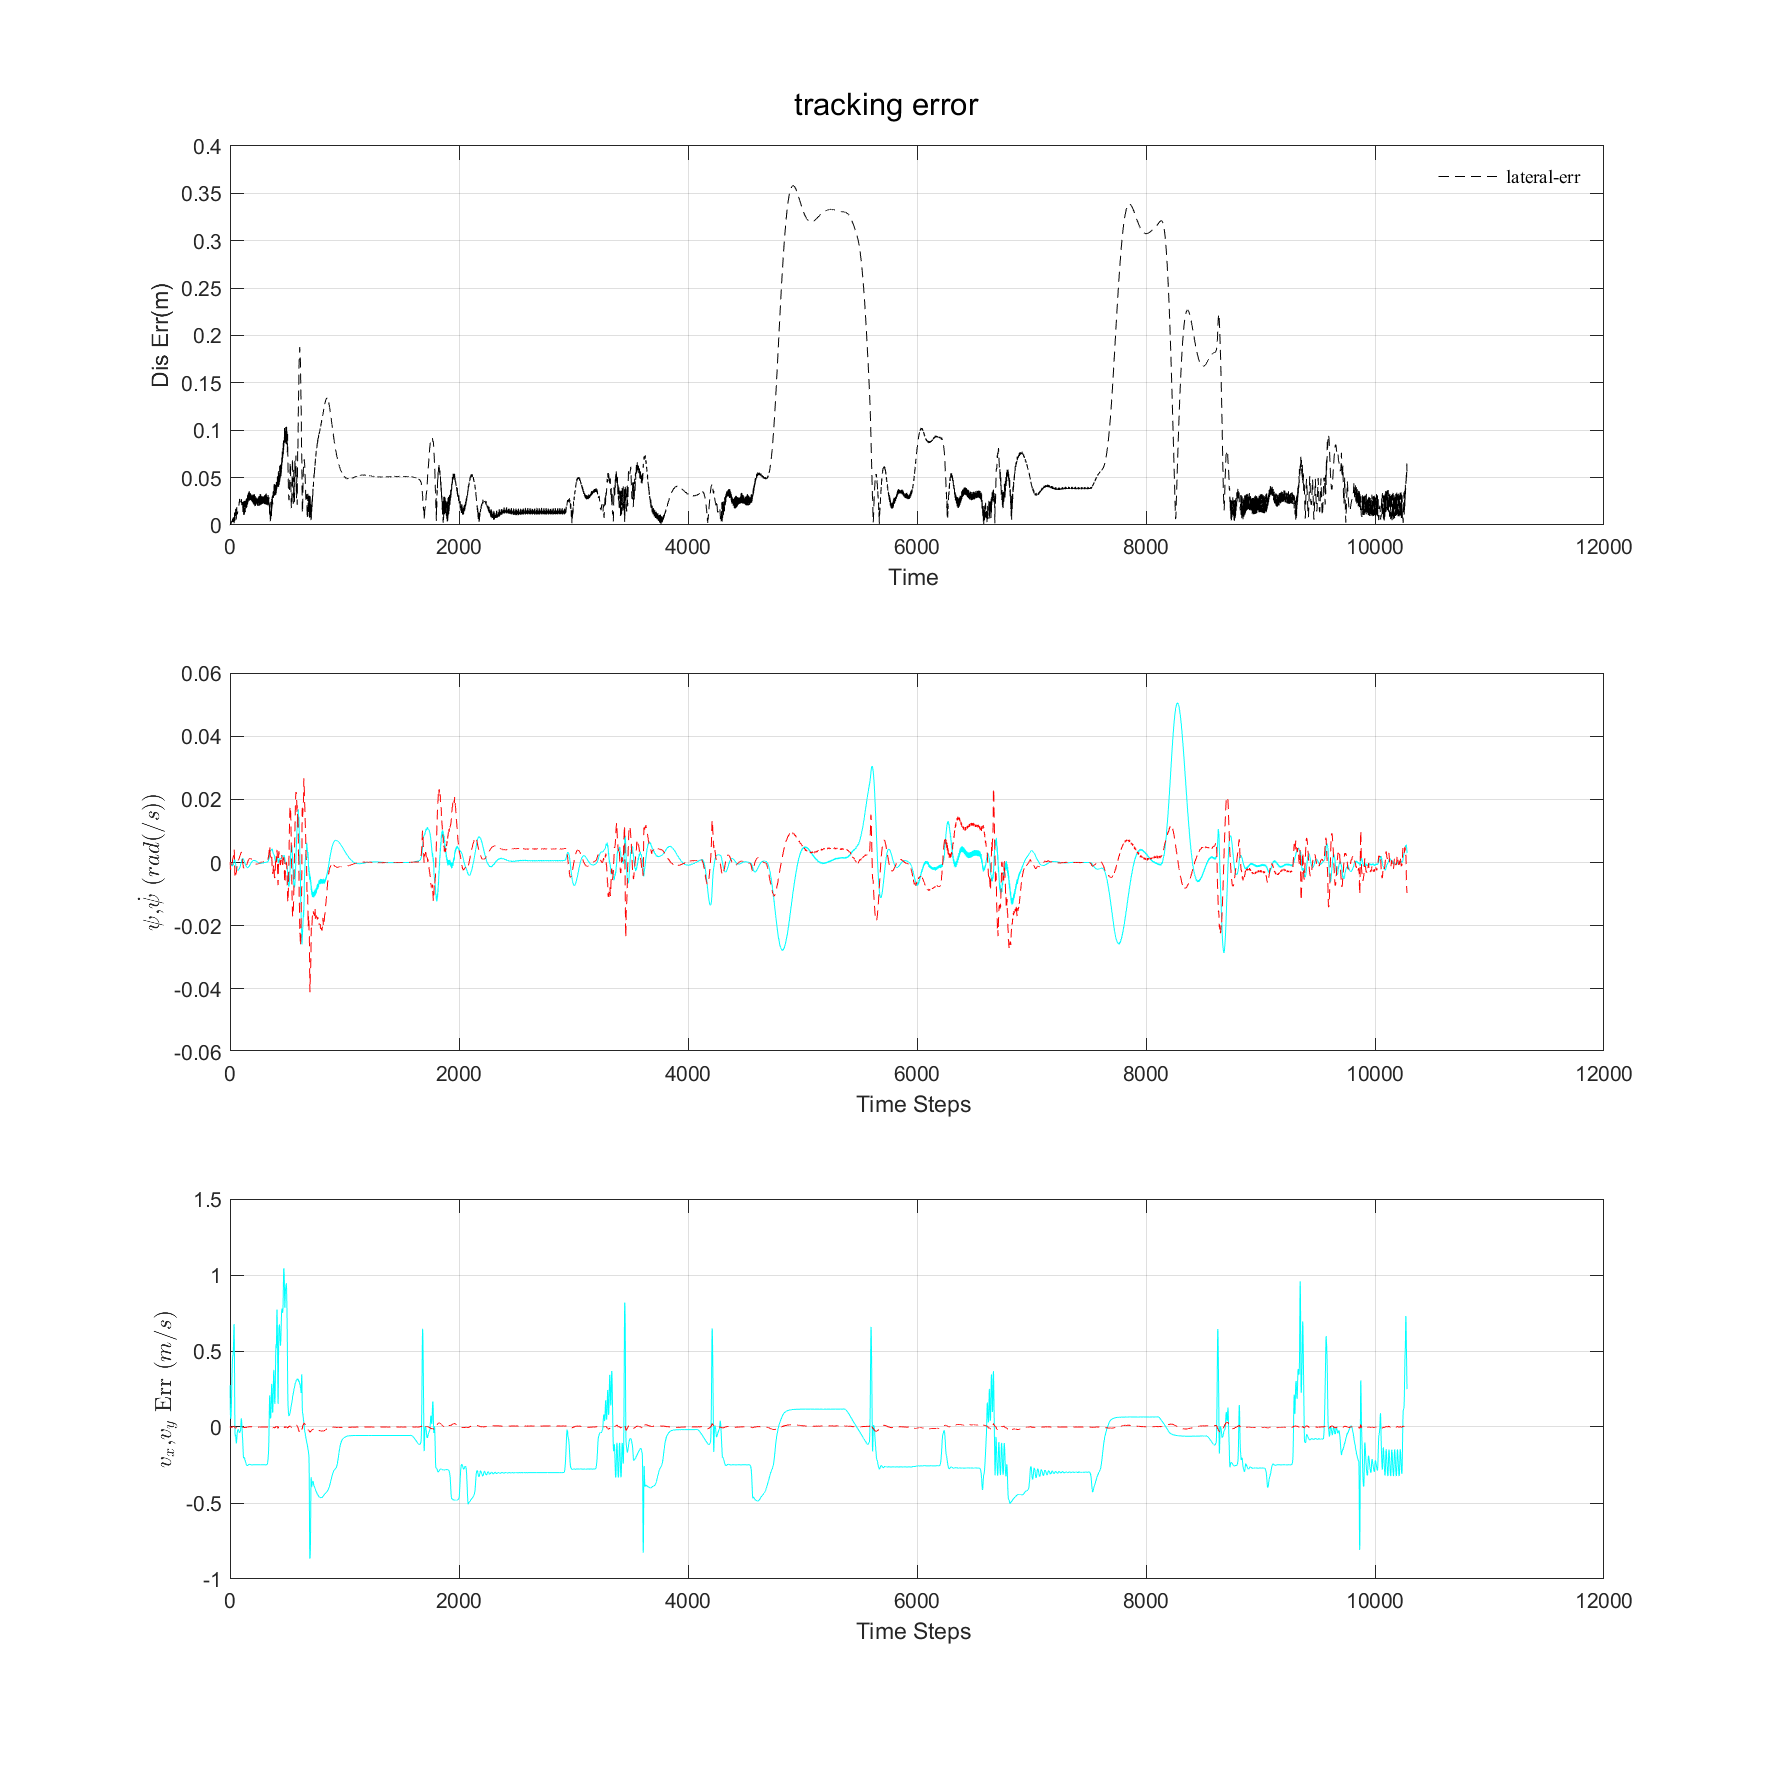 tracking error
0.4
0.35
0.3
0.25
0.2
0.15
0.1
0.05
0
Dis Err(m)
lateral-err
0 2000 4000 6000 8000 10000 12000
Time
0.06
0.04
0.02
0
-0.02
-0.04
-0.06
ψ,ψ̇ (rad(/s))
0 2000 4000 6000 8000 10000 12000
Time Steps
1.5
1
0.5
0
-0.5
-1
v_x,v_y Err (m/s)
0 2000 4000 6000 8000 10000 12000
Time Steps